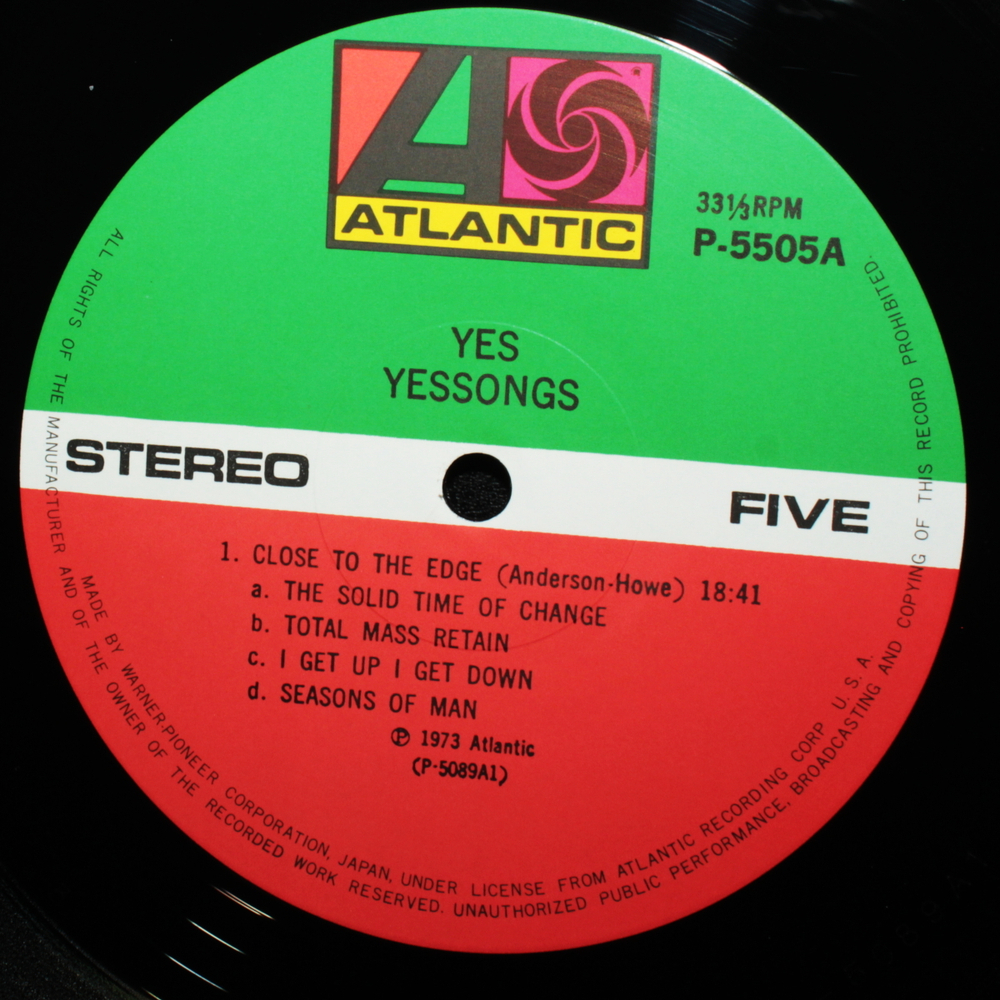 ATLANTIC
33⅓RPM
P-5505A
YES
YESSONGS
STEREO
FIVE
1. CLOSE TO THE EDGE (Anderson-Howe) 18:41
a. THE SOLID TIME OF CHANGE
b. TOTAL MASS RETAIN
c. I GET UP I GET DOWN
d. SEASONS OF MAN
℗ 1973 Atlantic
(P-5089A1)
MADE BY WARNER-PIONEER CORPORATION, JAPAN, UNDER LICENSE FROM ATLANTIC RECORDING CORP. U. S. A.
ALL RIGHTS OF THE MANUFACTURER AND OF THE OWNER OF THE RECORDED WORK RESERVED. UNAUTHORIZED PUBLIC PERFORMANCE, BROADCASTING AND COPYING OF THIS RECORD PROHIBITED.